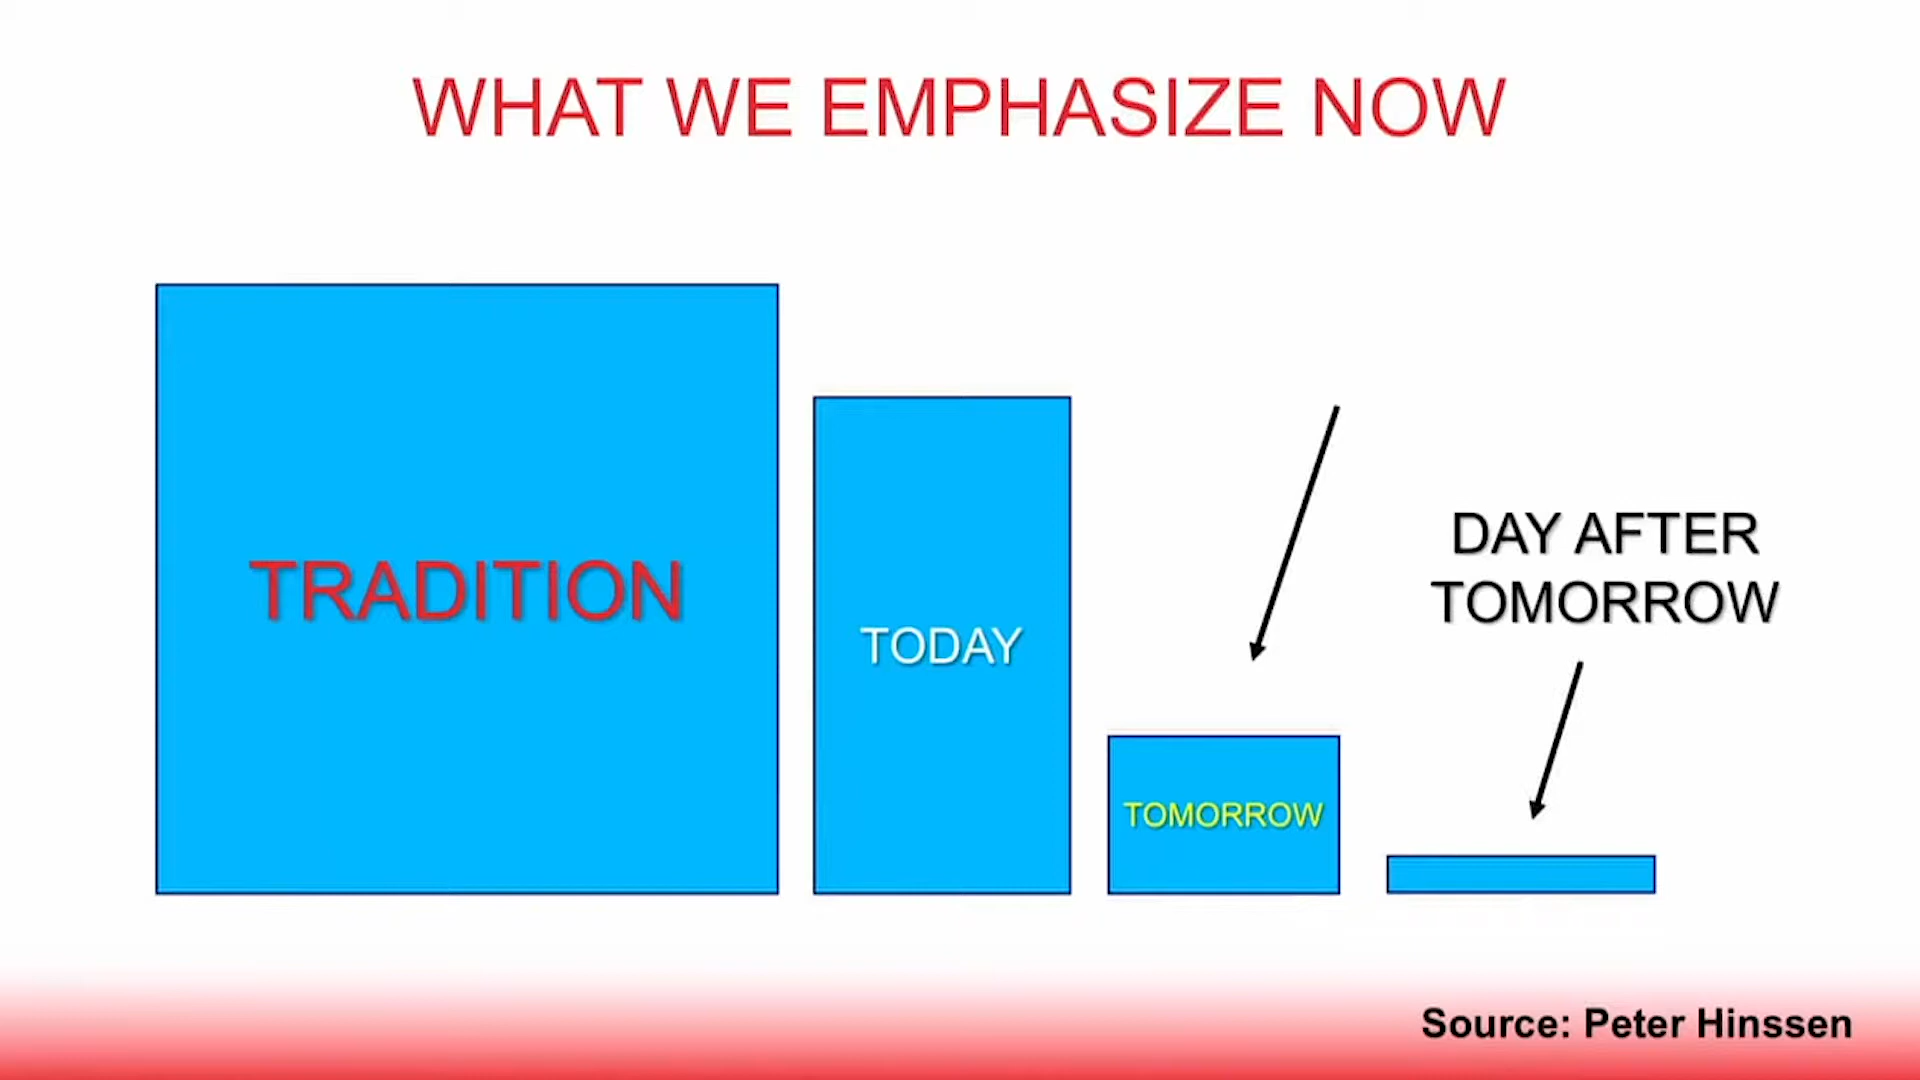 WHAT WE EMPHASIZE NOW
TRADITION
TODAY
TOMORROW
DAY AFTER
TOMORROW
Source: Peter Hinssen